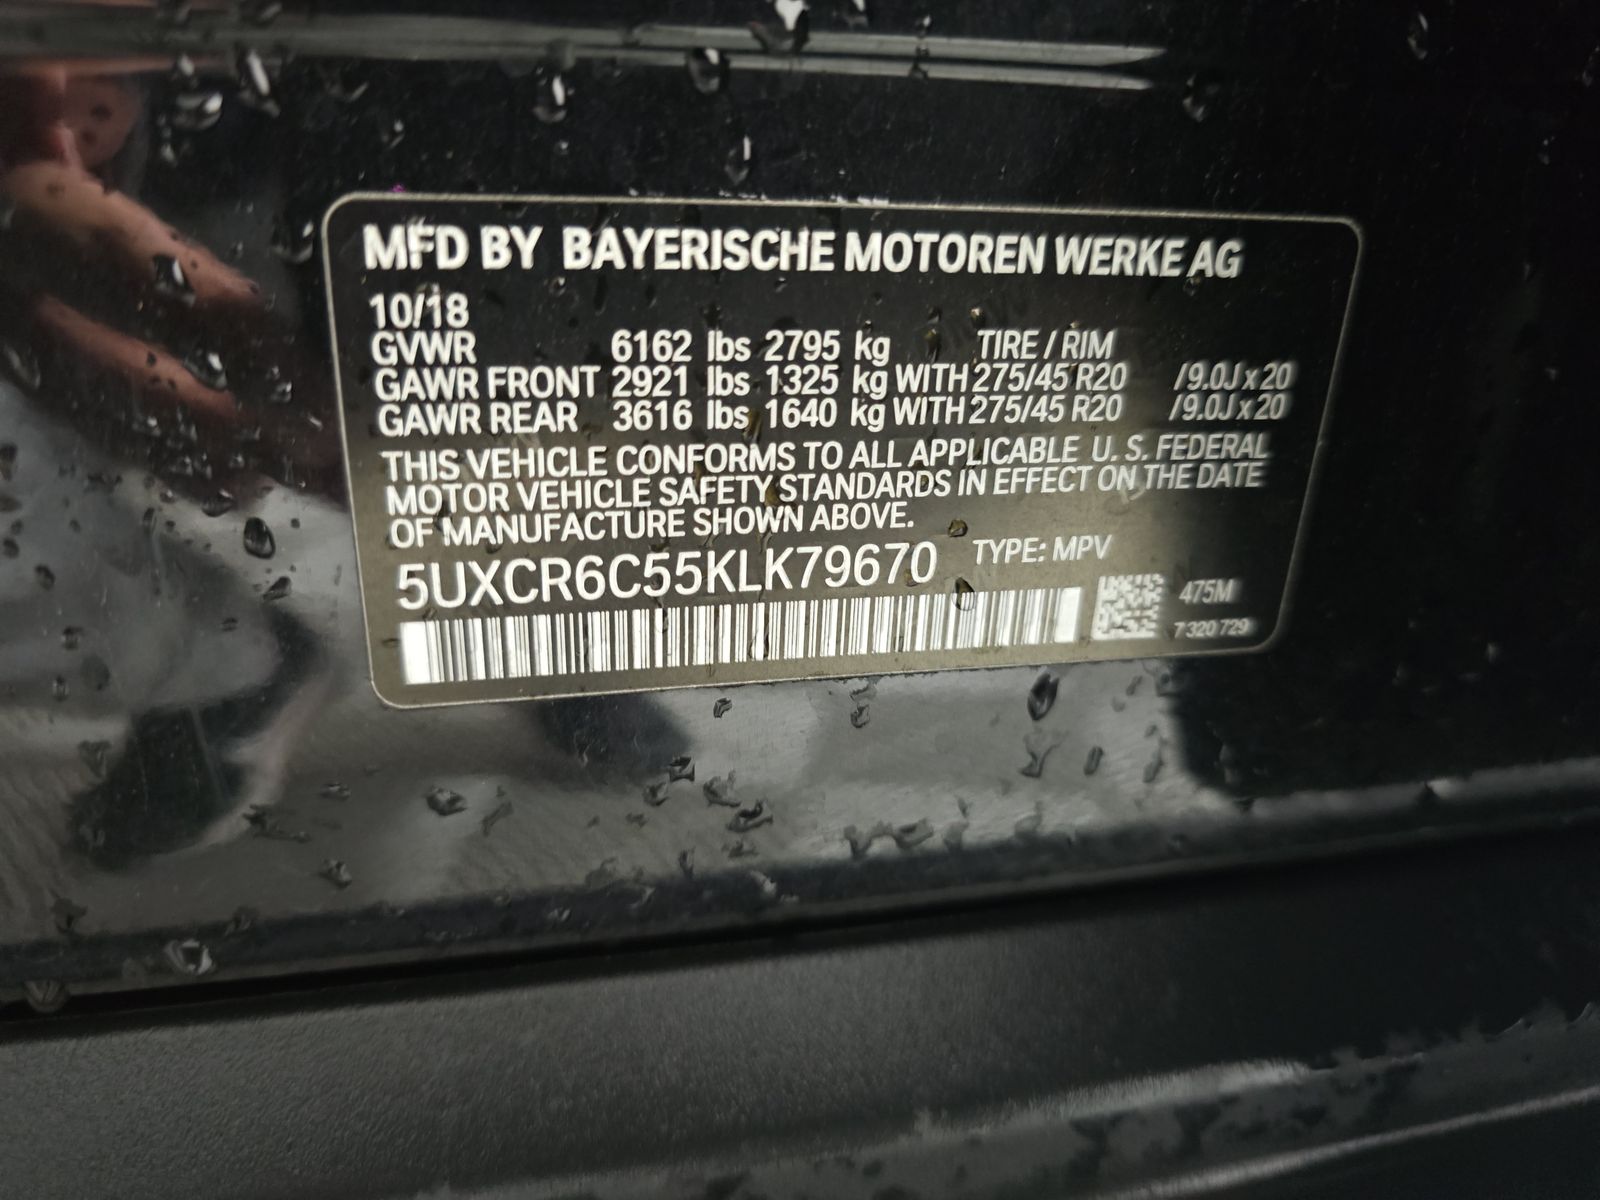 MFD BY BAYERISCHE MOTOREN WERKE AG
10/18
GVWR 6162 lbs 2795 kg TIRE / RIM
GAWR FRONT 2921 lbs 1325 kg WITH 275/45 R20 /9.0J x 20
GAWR REAR 3616 lbs 1640 kg WITH 275/45 R20 /9.0J x 20
THIS VEHICLE CONFORMS TO ALL APPLICABLE U. S. FEDERAL
MOTOR VEHICLE SAFETY STANDARDS IN EFFECT ON THE DATE
OF MANUFACTURE SHOWN ABOVE.
5UXCR6C55KLK79670 TYPE: MPV
475M
7 320 729